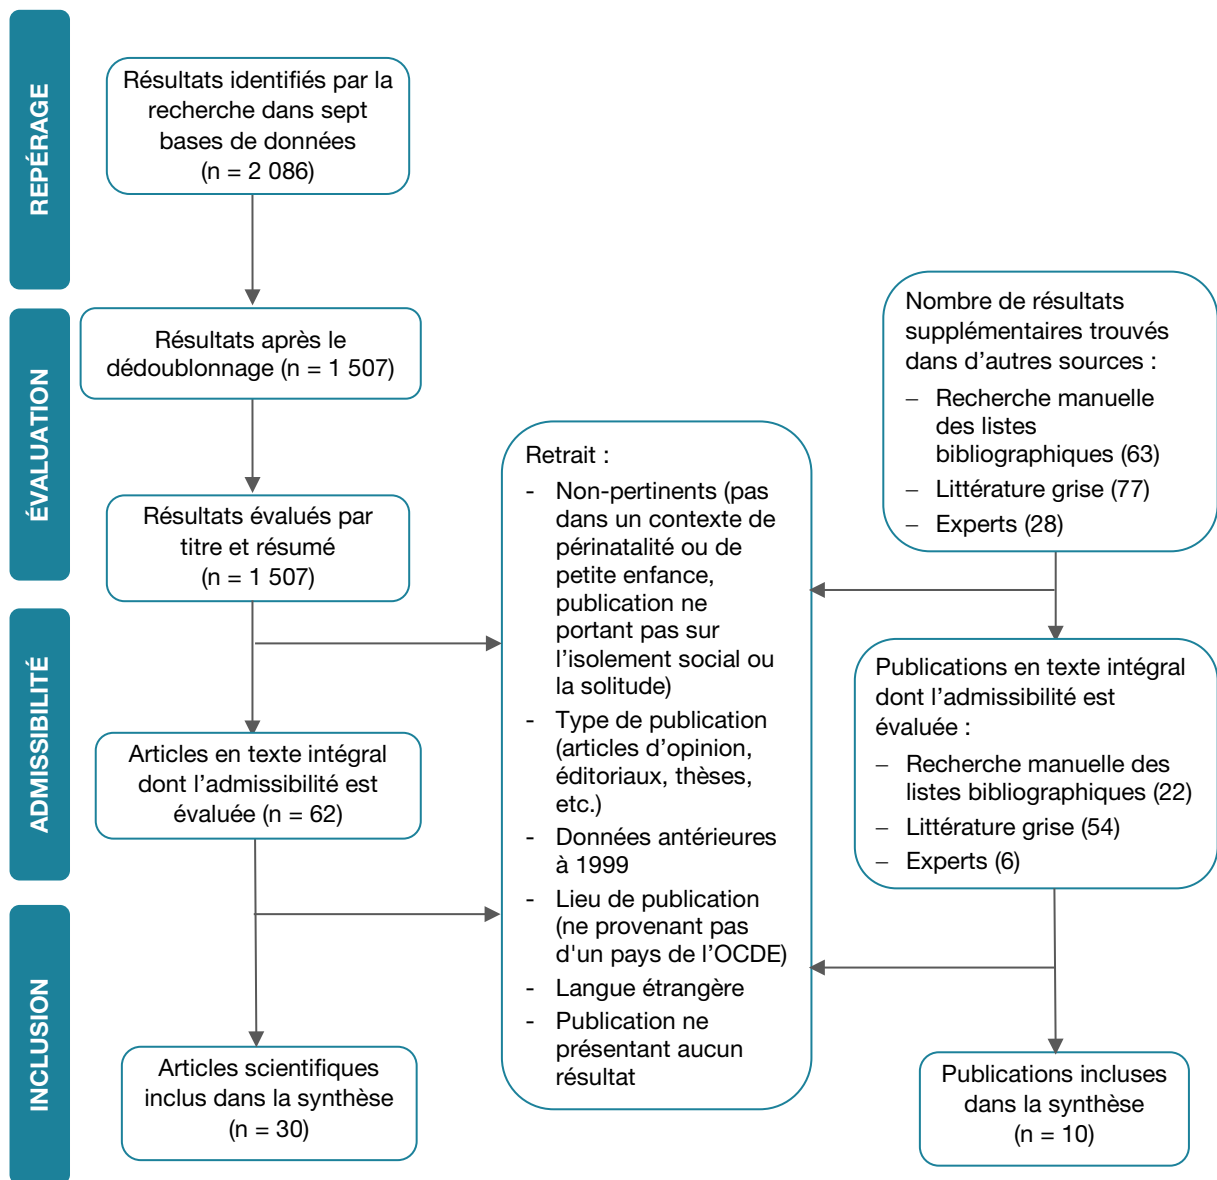 REPÉRAGE
Résultats identifiés par la
recherche dans sept
bases de données
(n = 2 086)
ÉVALUATION
Résultats après le
dédoublonnage (n = 1 507)
Résultats évalués par
titre et résumé
(n = 1 507)
ADMISSIBILITÉ
Articles en texte intégral
dont l’admissibilité est
évaluée (n = 62)
INCLUSION
Articles scientifiques
inclus dans la synthèse
(n = 30)
Retrait :
- Non-pertinents (pas
dans un contexte de
périnatalité ou de
petite enfance,
publication ne
portant pas sur
l’isolement social ou
la solitude)
- Type de publication
(articles d’opinion,
éditoriaux, thèses,
etc.)
- Données antérieures
à 1999
- Lieu de publication
(ne provenant pas
d'un pays de l’OCDE)
- Langue étrangère
- Publication ne
présentant aucun
résultat
Nombre de résultats
supplémentaires trouvés
dans d’autres sources :
– Recherche manuelle
des listes
bibliographiques (63)
– Littérature grise (77)
– Experts (28)
Publications en texte intégral
dont l’admissibilité est
évaluée :
– Recherche manuelle des
listes bibliographiques (22)
– Littérature grise (54)
– Experts (6)
Publications incluses
dans la synthèse
(n = 10)